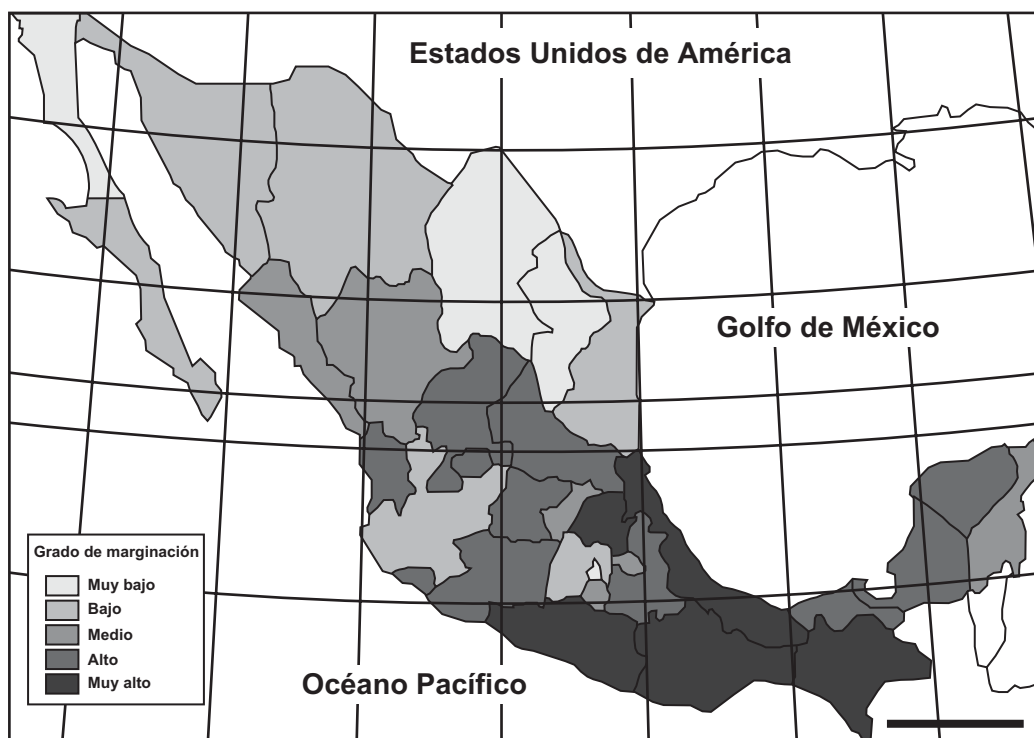 Estados Unidos de América
Golfo de México
Grado de marginación
Muy bajo
Bajo
Medio
Alto
Muy alto
Océano Pacífico